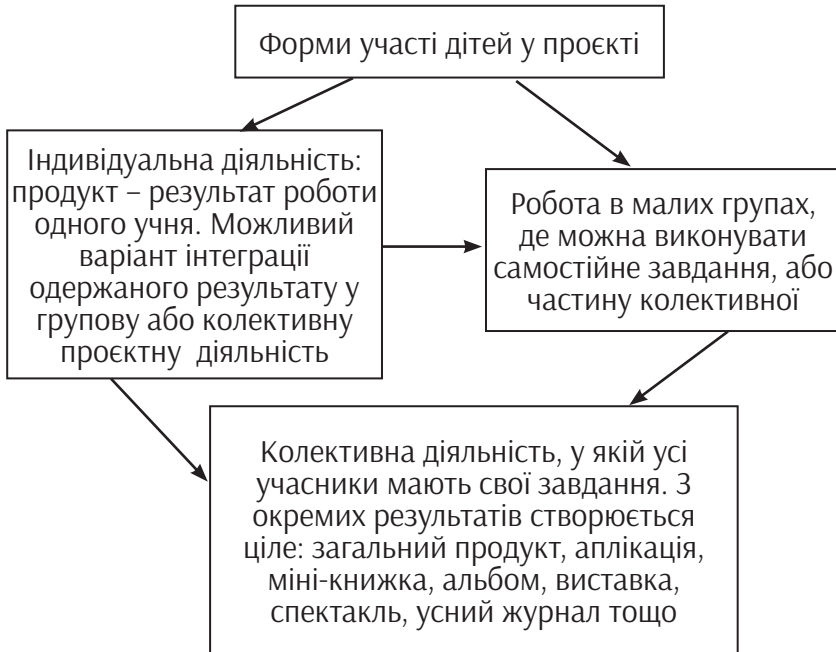 Форми участі дітей у проєкті
Індивідуальна діяльність:
продукт – результат роботи
одного учня. Можливий
варіант інтеграції
одержаного результату у
групову або колективну
проєктну діяльність
Робота в малих групах,
де можна виконувати
самостійне завдання, або
частину колективної
Колективна діяльність, у якій усі
учасники мають свої завдання. З
окремих результатів створюється
ціле: загальний продукт, аплікація,
міні-книжка, альбом, виставка,
спектакль, усний журнал тощо